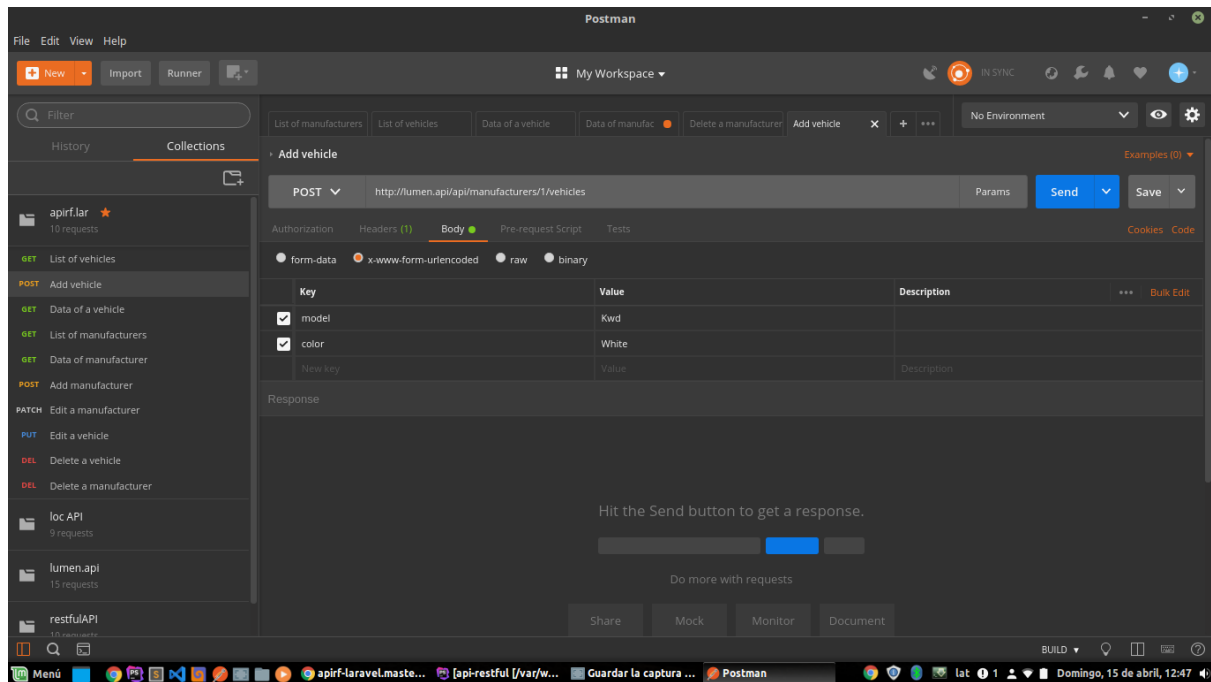 Postman
File Edit View Help
New Import Runner My Workspace IN SYNC
Filter
History Collections
apirf.lar
10 requests
GET List of vehicles
POST Add vehicle
GET Data of a vehicle
GET List of manufacturers
GET Data of manufacturer
POST Add manufacturer
PATCH Edit a manufacturer
PUT Edit a vehicle
DEL Delete a vehicle
DEL Delete a manufacturer
loc API
9 requests
lumen.api
15 requests
restfulAPI
10 requests
List of manufacturers List of vehicles Data of a vehicle Data of manufac Delete a manufacturer Add vehicle No Environment
Add vehicle Examples (0)
POST http://lumen.api/api/manufacturers/1/vehicles Params Send Save
Authorization Headers (1) Body Pre-request Script Tests Cookies Code
form-data x-www-form-urlencoded raw binary
Key Value Description Bulk Edit
model Kwd
color White
New key Value Description
Response
Hit the Send button to get a response.
Do more with requests
Share Mock Monitor Document
BUILD
Menú apirf-laravel.maste... [api-restful [/var/w... Guardar la captura ... Postman lat 1 Domingo, 15 de abril, 12:47